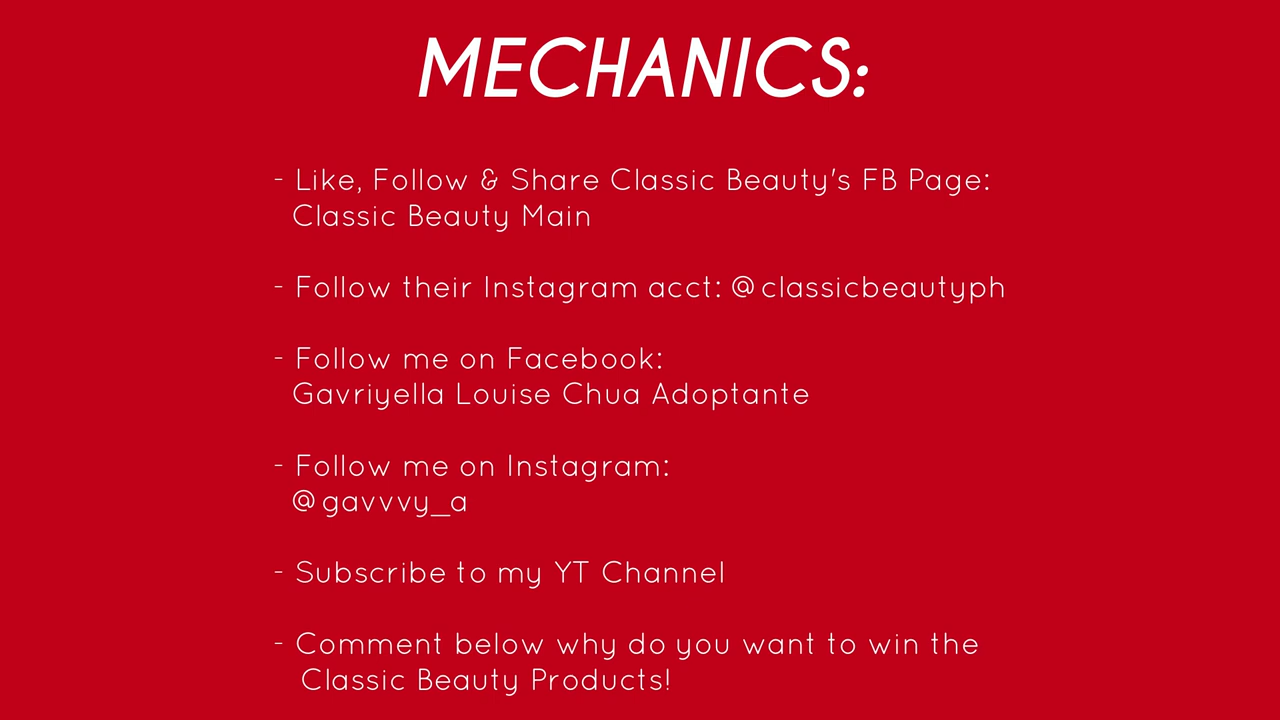 MECHANICS:
- Like, Follow & Share Classic Beauty's FB Page:
Classic Beauty Main
- Follow their Instagram acct: @classicbeautyph
- Follow me on Facebook:
Gavriyella Louise Chua Adoptante
- Follow me on Instagram:
@gavvvy_a
- Subscribe to my YT Channel
- Comment below why do you want to win the
Classic Beauty Products!